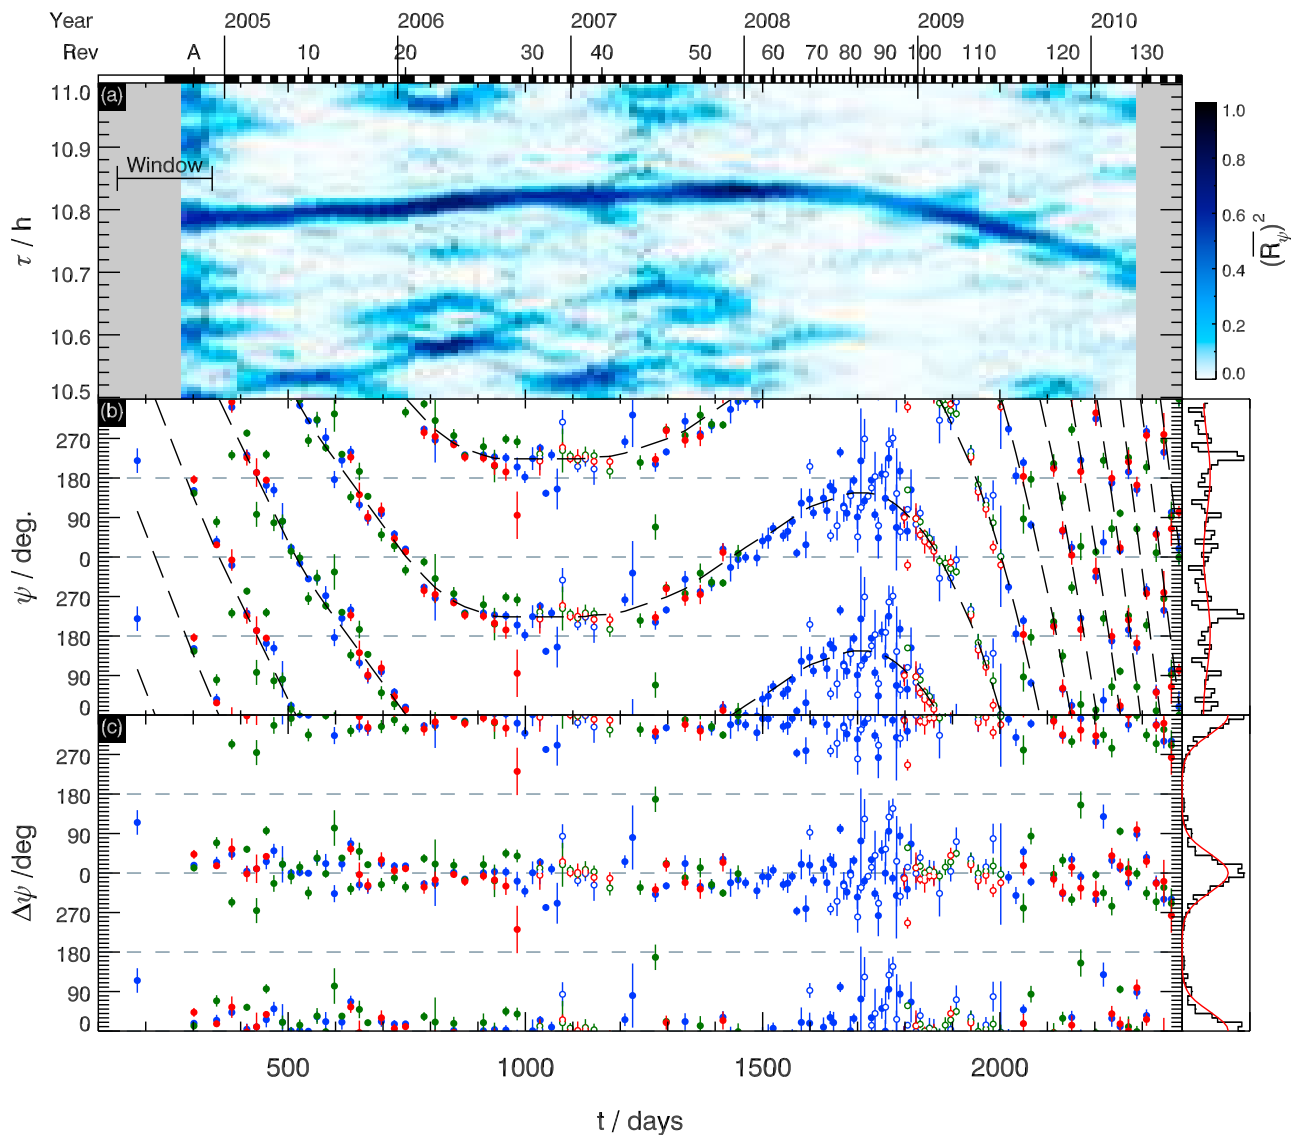 Year 2005 2006 2007 2008 2009 2010
Rev A 10 20 30 40 50 60 70 80 90 100 110 120 130
(a)
11.0
10.9
10.8
10.7
10.6
10.5
τ / h
Window
1.0
0.8
0.6
0.4
0.2
0.0
(R̅ψ)²
(b)
270
180
90
0
270
180
90
0
ψ / deg.
(c)
270
180
90
0
270
180
90
0
Δψ /deg
500 1000 1500 2000
t / days